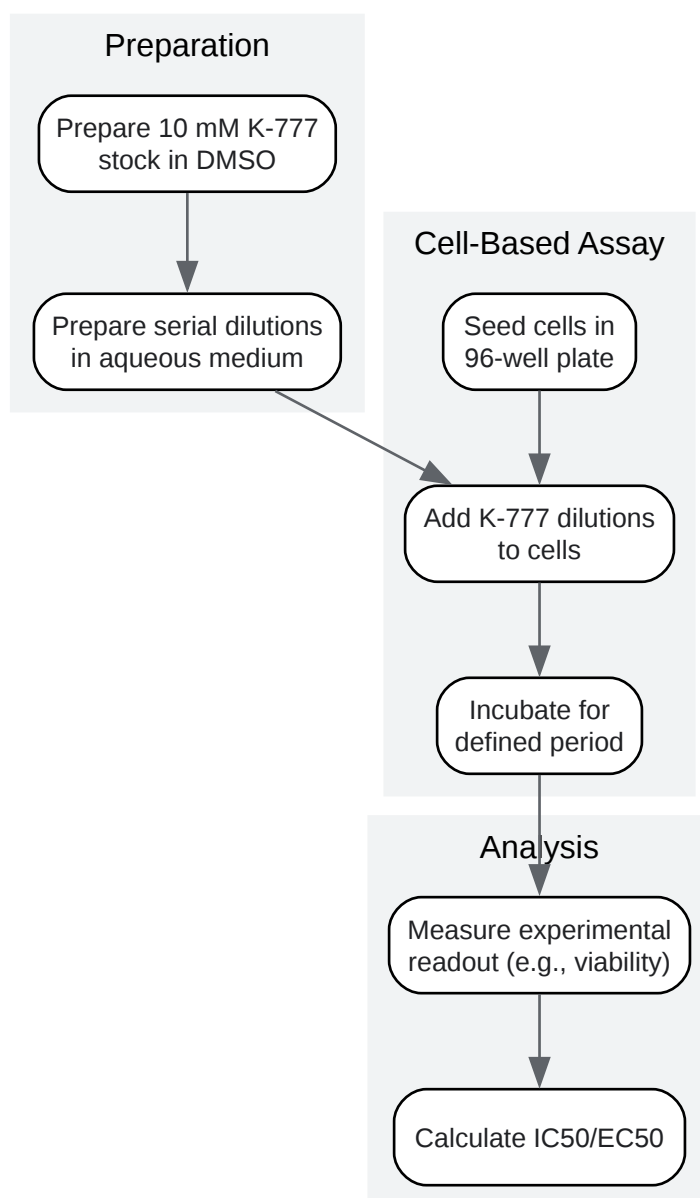 Preparation
Prepare 10 mM K-777
stock in DMSO
Prepare serial dilutions
in aqueous medium
Cell-Based Assay
Seed cells in
96-well plate
Add K-777 dilutions
to cells
Incubate for
defined period
Analysis
Measure experimental
readout (e.g., viability)
Calculate IC50/EC50